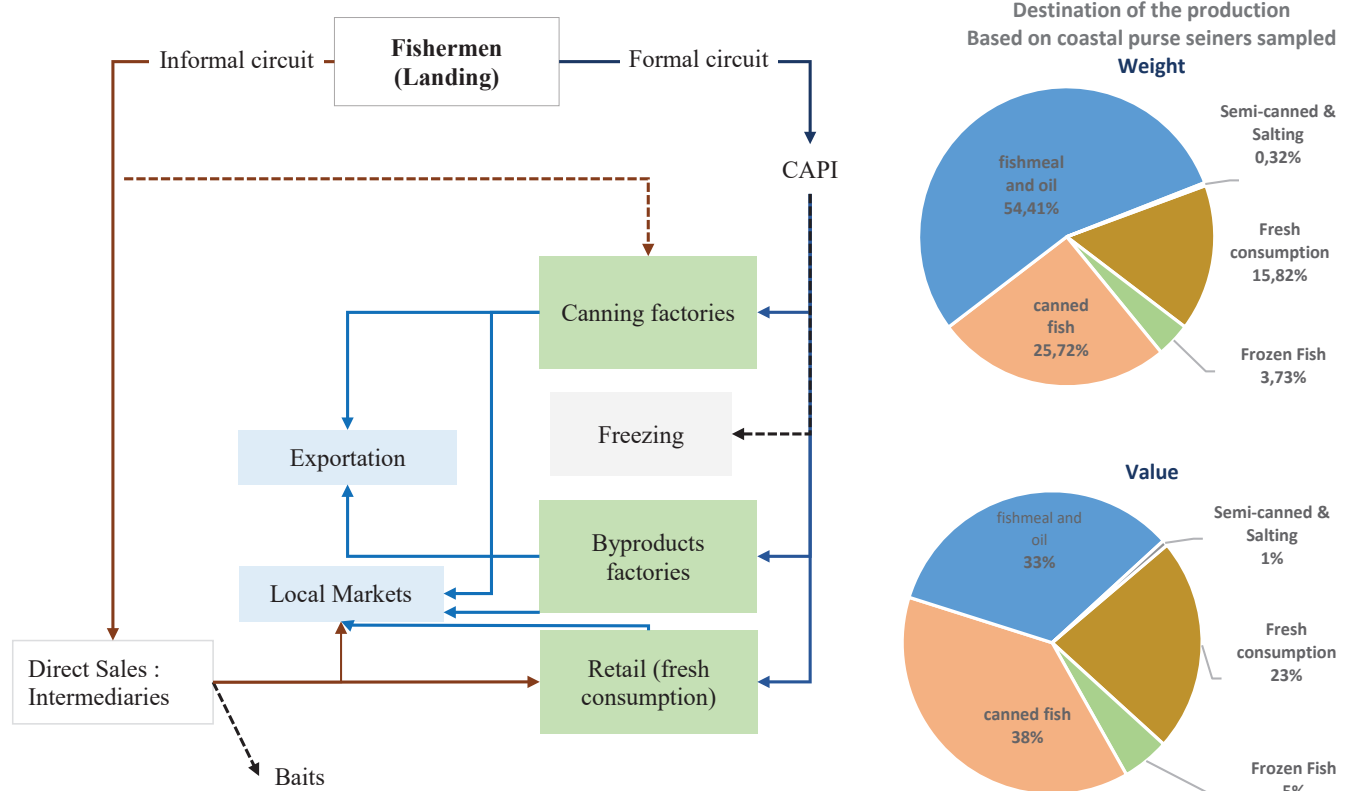 Fishermen
(Landing)
Informal circuit
Formal circuit
CAPI
Canning factories
Freezing
Exportation
Byproducts
factories
Local Markets
Direct Sales :
Intermediaries
Retail (fresh
consumption)
Baits
Destination of the production
Based on coastal purse seiners sampled
Weight
fishmeal
and oil
54,41%
Semi-canned &
Salting
0,32%
Fresh
consumption
15,82%
canned
fish
25,72%
Frozen Fish
3,73%
Value
fishmeal and
oil
33%
Semi-canned &
Salting
1%
Fresh
consumption
23%
canned fish
38%
Frozen Fish
5%